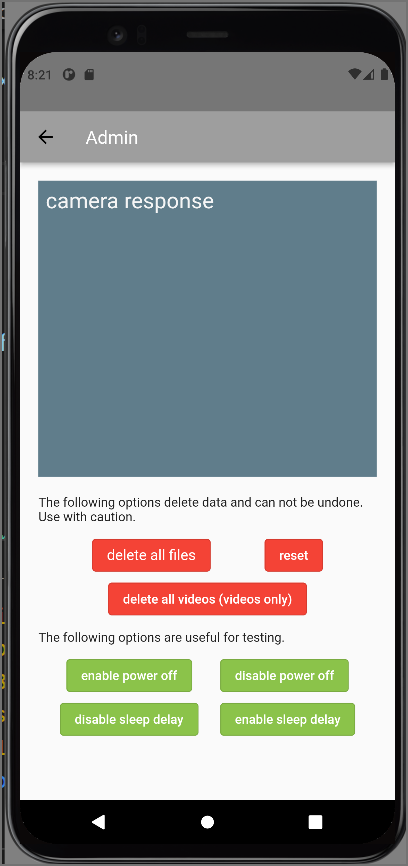 8:21
Admin
camera response
The following options delete data and can not be undone.
Use with caution.
delete all files
reset
delete all videos (videos only)
The following options are useful for testing.
enable power off
disable power off
disable sleep delay
enable sleep delay